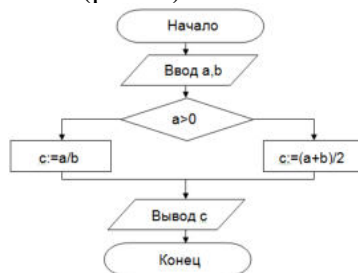 Начало
Ввод a,b
a>0
c:=a/b
c:=(a+b)/2
Вывод c
Конец